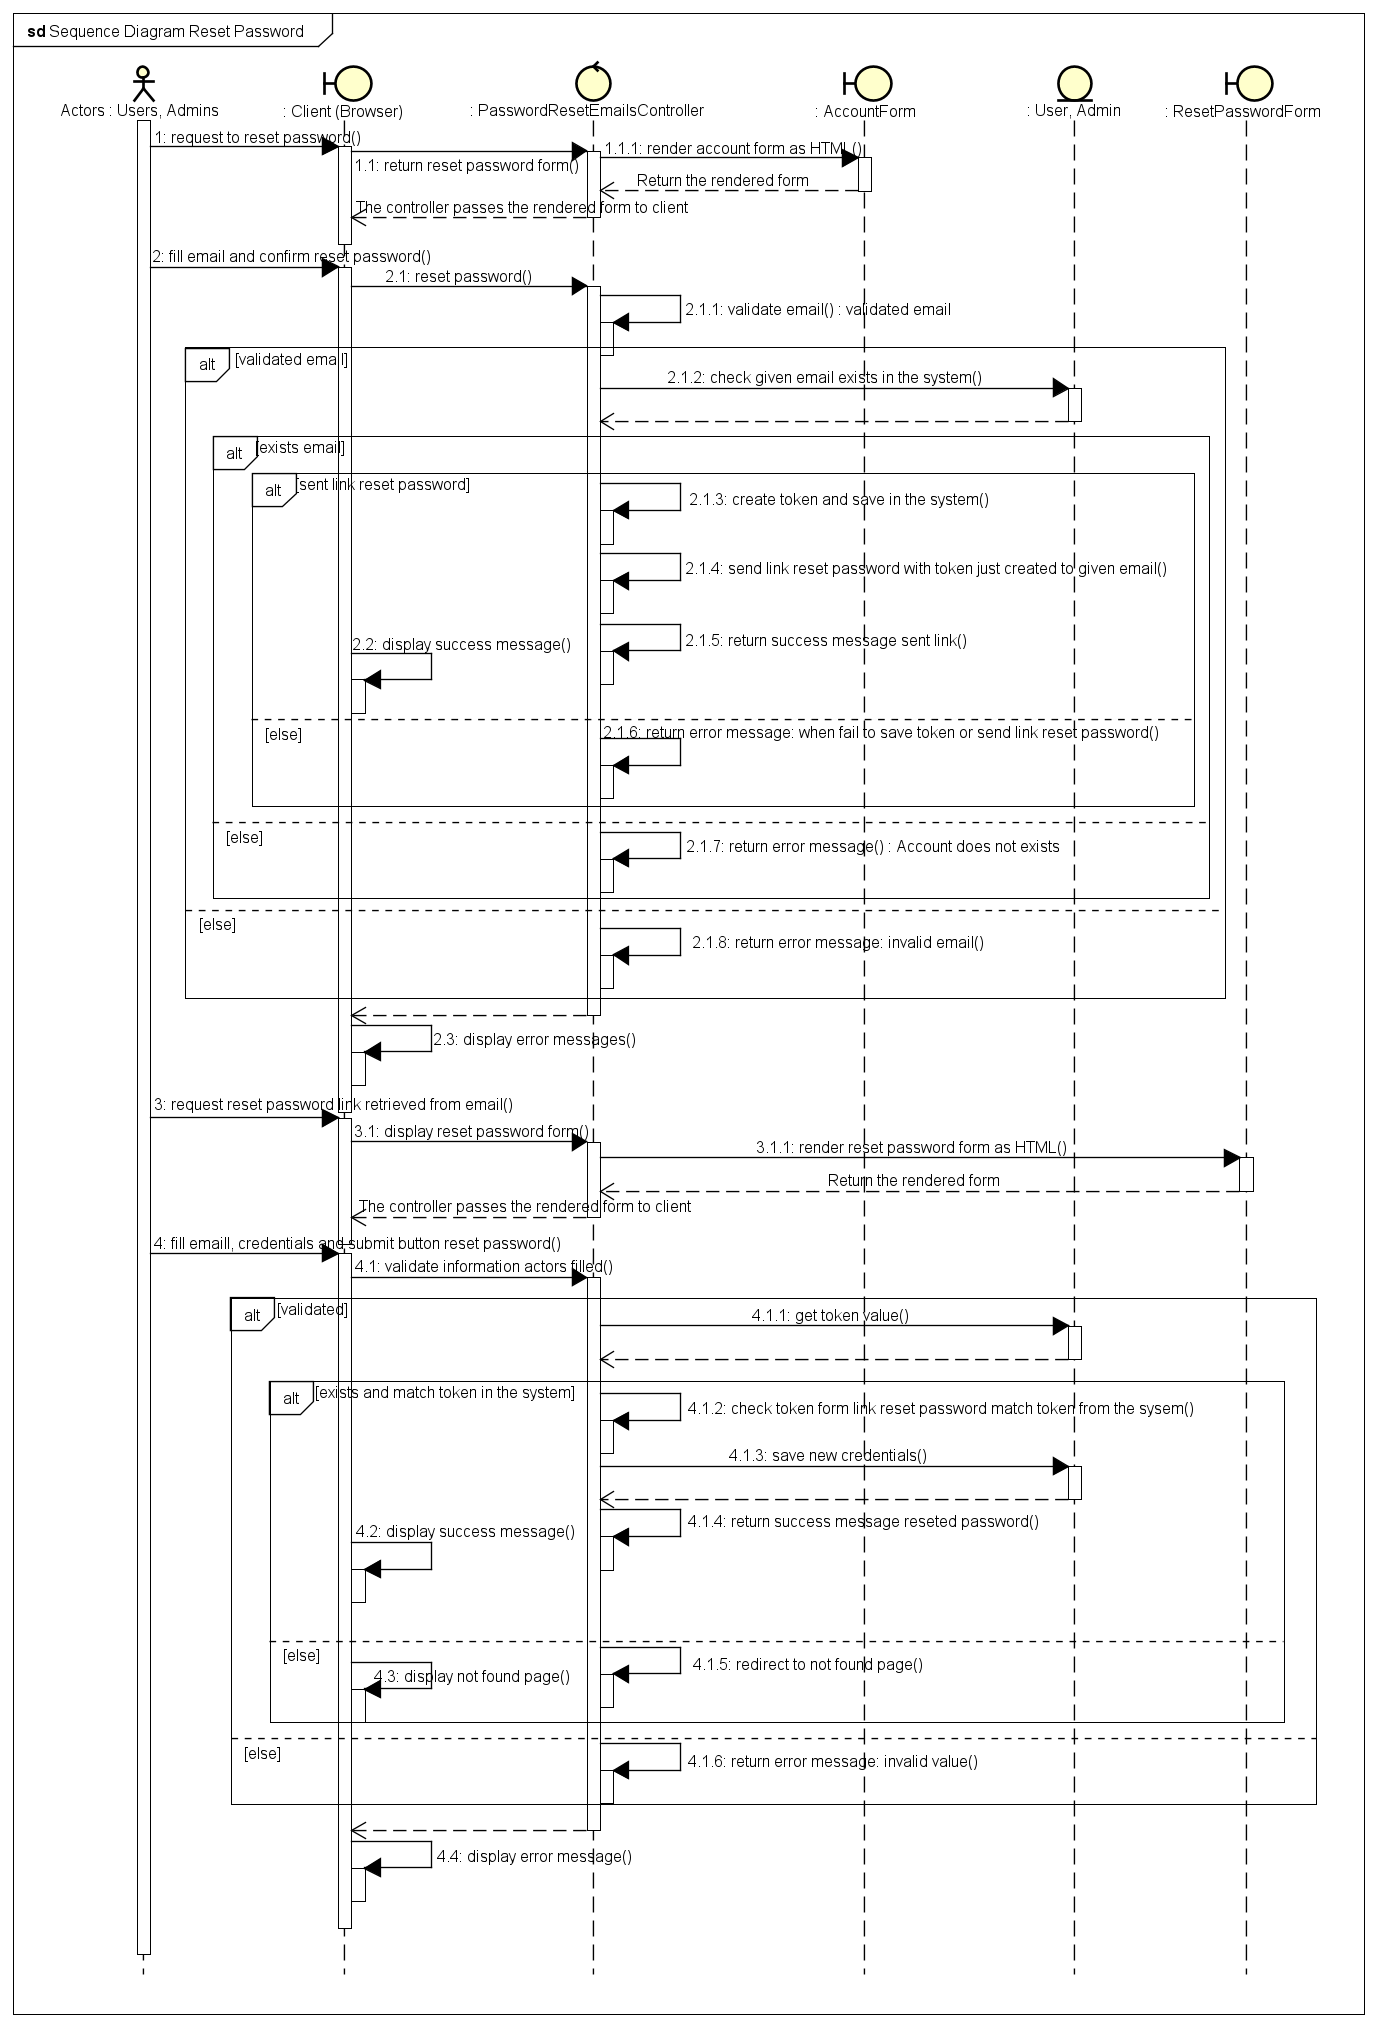 sd Sequence Diagram Reset Password
Actors : Users, Admins
: Client (Browser)
: PasswordResetEmailsController
: AccountForm
: User, Admin
: ResetPasswordForm
1: request to reset password()
1.1: return reset password form()
1.1.1: render account form as HTML()
Return the rendered form
The controller passes the rendered form to client
2: fill email and confirm reset password()
2.1: reset password()
2.1.1: validate email() : validated email
alt
[validated email]
2.1.2: check given email exists in the system()
alt
[exists email]
alt
[sent link reset password]
2.1.3: create token and save in the system()
2.1.4: send link reset password with token just created to given email()
2.1.5: return success message sent link()
2.2: display success message()
[else]
2.1.6: return error message: when fail to save token or send link reset password()
[else]
2.1.7: return error message() : Account does not exists
[else]
2.1.8: return error message: invalid email()
2.3: display error messages()
3: request reset password link retrieved from email()
3.1: display reset password form()
3.1.1: render reset password form as HTML()
Return the rendered form
The controller passes the rendered form to client
4: fill emaill, credentials and submit button reset password()
4.1: validate information actors filled()
alt
[validated]
4.1.1: get token value()
alt
[exists and match token in the system]
4.1.2: check token form link reset password match token from the sysem()
4.1.3: save new credentials()
4.1.4: return success message reseted password()
4.2: display success message()
[else]
4.1.5: redirect to not found page()
4.3: display not found page()
[else]
4.1.6: return error message: invalid value()
4.4: display error message()